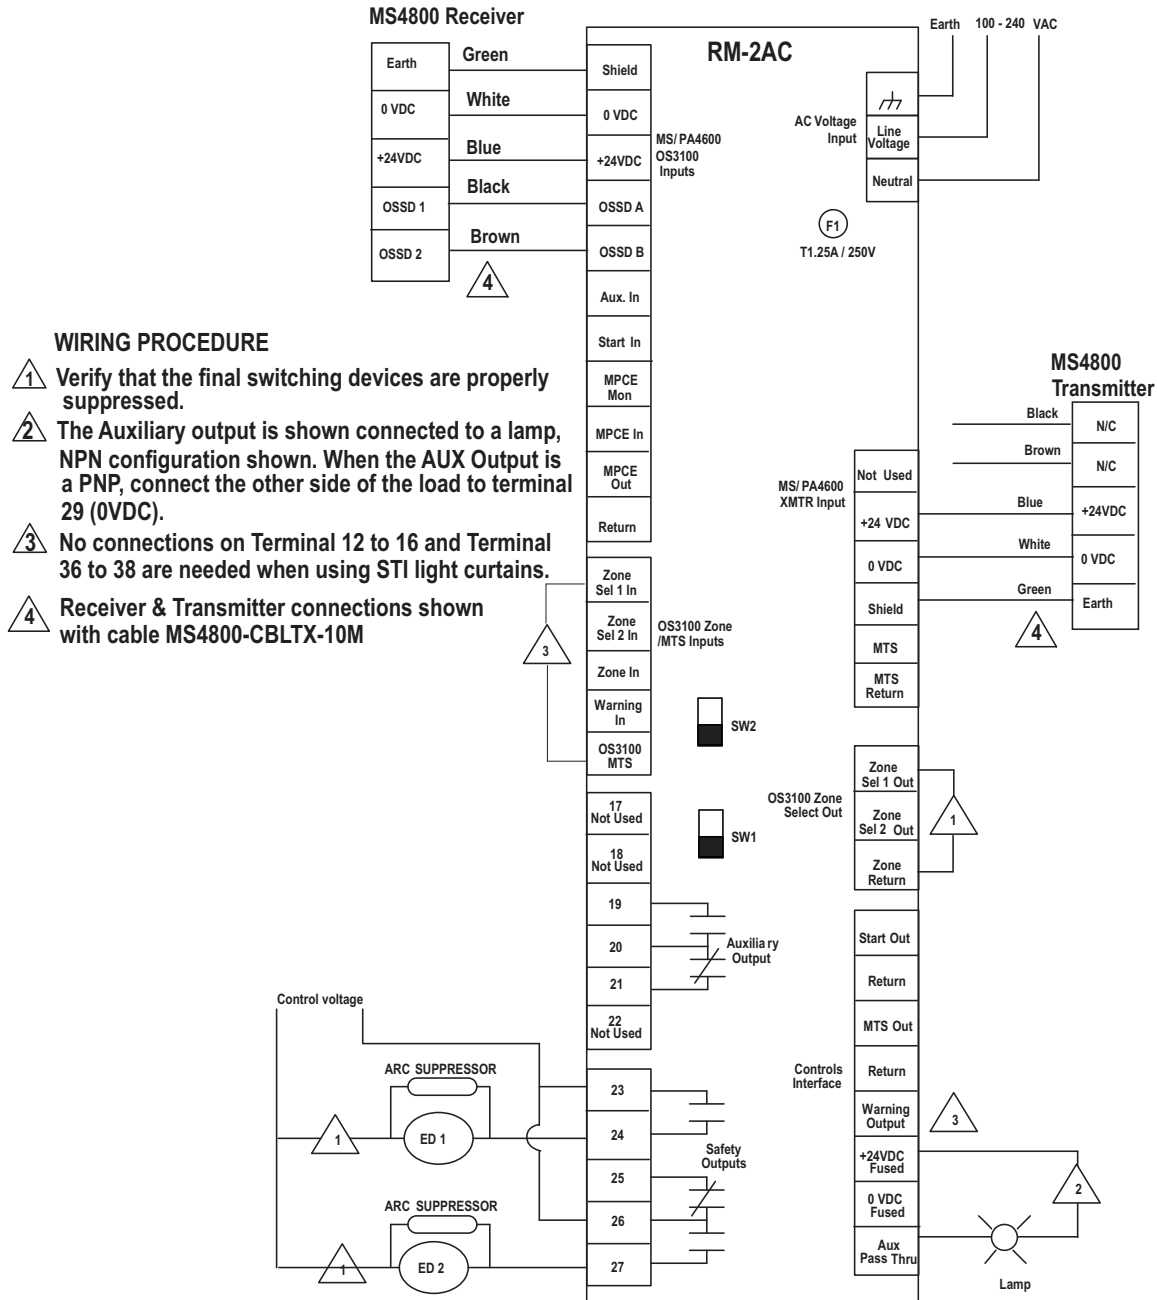 MS4800 Receiver
Earth
0 VDC
+24VDC
OSSD 1
OSSD 2
Green
White
Blue
Black
Brown
4
RM-2AC
Shield
0 VDC
+24VDC
OSSD A
OSSD B
Aux. In
Start In
MPCE
Mon
MPCE In
MPCE
Out
Return
MS/ PA4600
OS3100
Inputs
Earth 100 - 240 VAC
AC Voltage
Input
Line
Voltage
Neutral
F1
T1.25A / 250V
WIRING PROCEDURE
1 Verify that the final switching devices are properly
suppressed.
2 The Auxiliary output is shown connected to a lamp,
NPN configuration shown. When the AUX Output is
a PNP, connect the other side of the load to terminal
29 (0VDC).
3 No connections on Terminal 12 to 16 and Terminal
36 to 38 are needed when using STI light curtains.
4 Receiver & Transmitter connections shown
with cable MS4800-CBLTX-10M
MS4800
Transmitter
Black
Brown
Blue
White
Green
4
N/C
N/C
+24VDC
0 VDC
Earth
MS/ PA4600
XMTR Input
Not Used
+24 VDC
0 VDC
Shield
MTS
MTS
Return
Zone
Sel 1 In
Zone
Sel 2 In
Zone In
Warning
In
OS3100
MTS
3
OS3100 Zone
/MTS Inputs
SW2
SW1
OS3100 Zone
Select Out
Zone
Sel 1 Out
Zone
Sel 2 Out
Zone
Return
1
17
Not Used
18
Not Used
19
20
21
22
Not Used
Auxilia ry
Output
Controls
Interface
Start Out
Return
MTS Out
Return
Warning
Output
+24VDC
Fused
0 VDC
Fused
Aux
Pass Thru
3
2
Lamp
Control voltage
ARC SUPPRESSOR
1
ED 1
ARC SUPPRESSOR
1
ED 2
23
24
25
26
27
Safety
Outputs